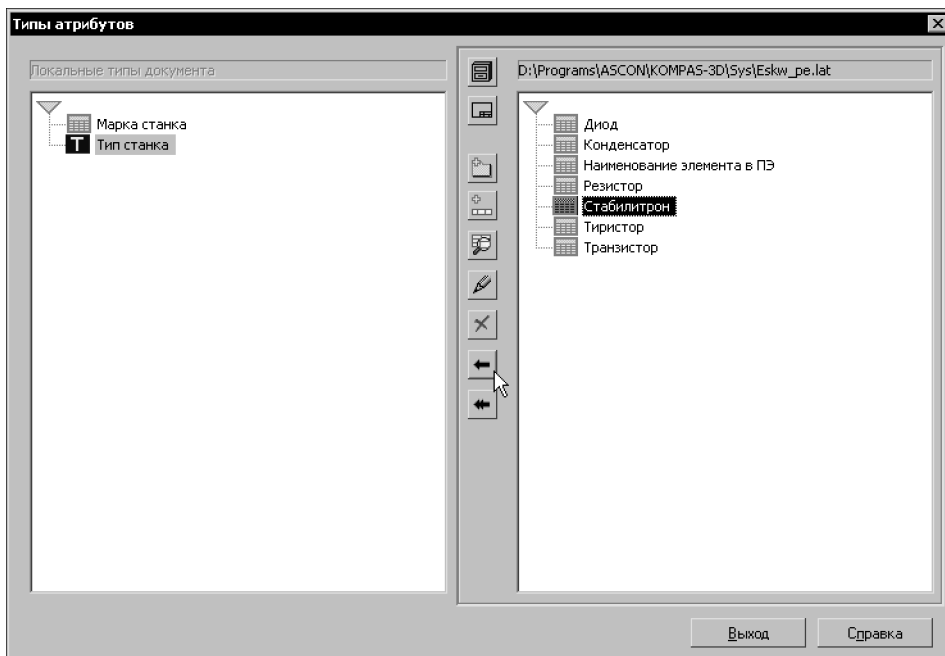 Типы атрибутов
Локальные типы документа
Марка станка
Тип станка
D:\Programs\ASCON\KOMPAS-3D\Sys\Eskw_pe.lat
Диод
Конденсатор
Наименование элемента в ПЭ
Резистор
Стабилитрон
Тиристор
Транзистор
Выход
Справка